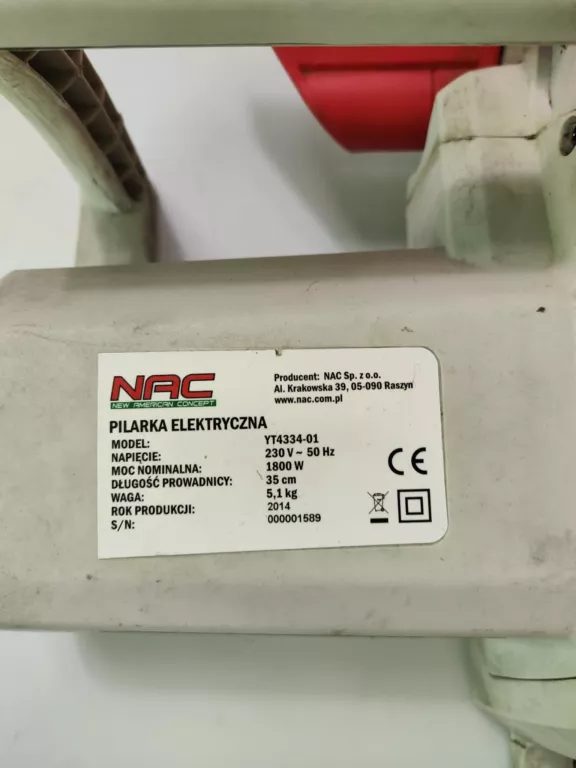 NAC
NEW AMERICAN CONCEPT
Producent: NAC Sp. z o.o.
Al. Krakowska 39, 05-090 Raszyn
www.nac.com.pl
PILARKA ELEKTRYCZNA
MODEL: YT4334-01
NAPIĘCIE: 230 V ~ 50 Hz
MOC NOMINALNA: 1800 W
DŁUGOŚĆ PROWADNICY: 35 cm
WAGA: 5,1 kg
ROK PRODUKCJI: 2014
S/N: 000001589
CE